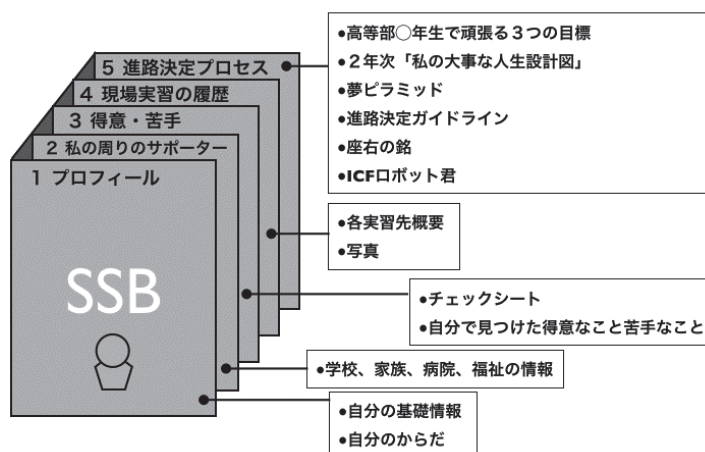 5 進路決定プロセス
4 現場実習の履歴
3 得意・苦手
2 私の周りのサポーター
1 プロフィール
SSB
●高等部○年生で頑張る３つの目標
●２年次「私の大事な人生設計図」
●夢ピラミッド
●進路決定ガイドライン
●座右の銘
●ICFロボット君
●各実習先概要
●写真
●チェックシート
●自分で見つけた得意なこと苦手なこと
●学校、家族、病院、福祉の情報
●自分の基礎情報
●自分のからだ